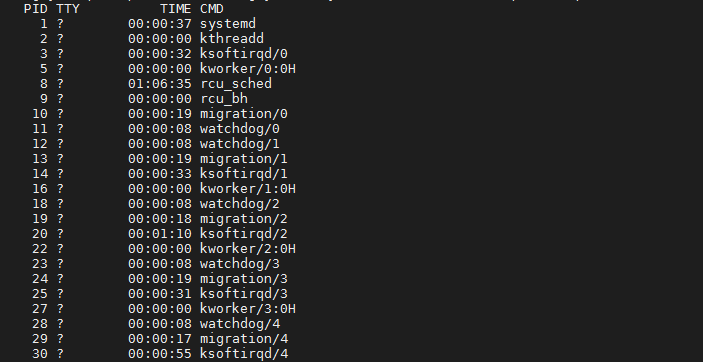 PID TTY          TIME CMD
    1 ?        00:00:37 systemd
    2 ?        00:00:00 kthreadd
    3 ?        00:00:32 ksoftirqd/0
    5 ?        00:00:00 kworker/0:0H
    8 ?        01:06:35 rcu_sched
    9 ?        00:00:00 rcu_bh
   10 ?        00:00:19 migration/0
   11 ?        00:00:08 watchdog/0
   12 ?        00:00:08 watchdog/1
   13 ?        00:00:19 migration/1
   14 ?        00:00:33 ksoftirqd/1
   16 ?        00:00:00 kworker/1:0H
   18 ?        00:00:08 watchdog/2
   19 ?        00:00:18 migration/2
   20 ?        00:01:10 ksoftirqd/2
   22 ?        00:00:00 kworker/2:0H
   23 ?        00:00:08 watchdog/3
   24 ?        00:00:19 migration/3
   25 ?        00:00:31 ksoftirqd/3
   27 ?        00:00:00 kworker/3:0H
   28 ?        00:00:08 watchdog/4
   29 ?        00:00:17 migration/4
   30 ?        00:00:55 ksoftirqd/4